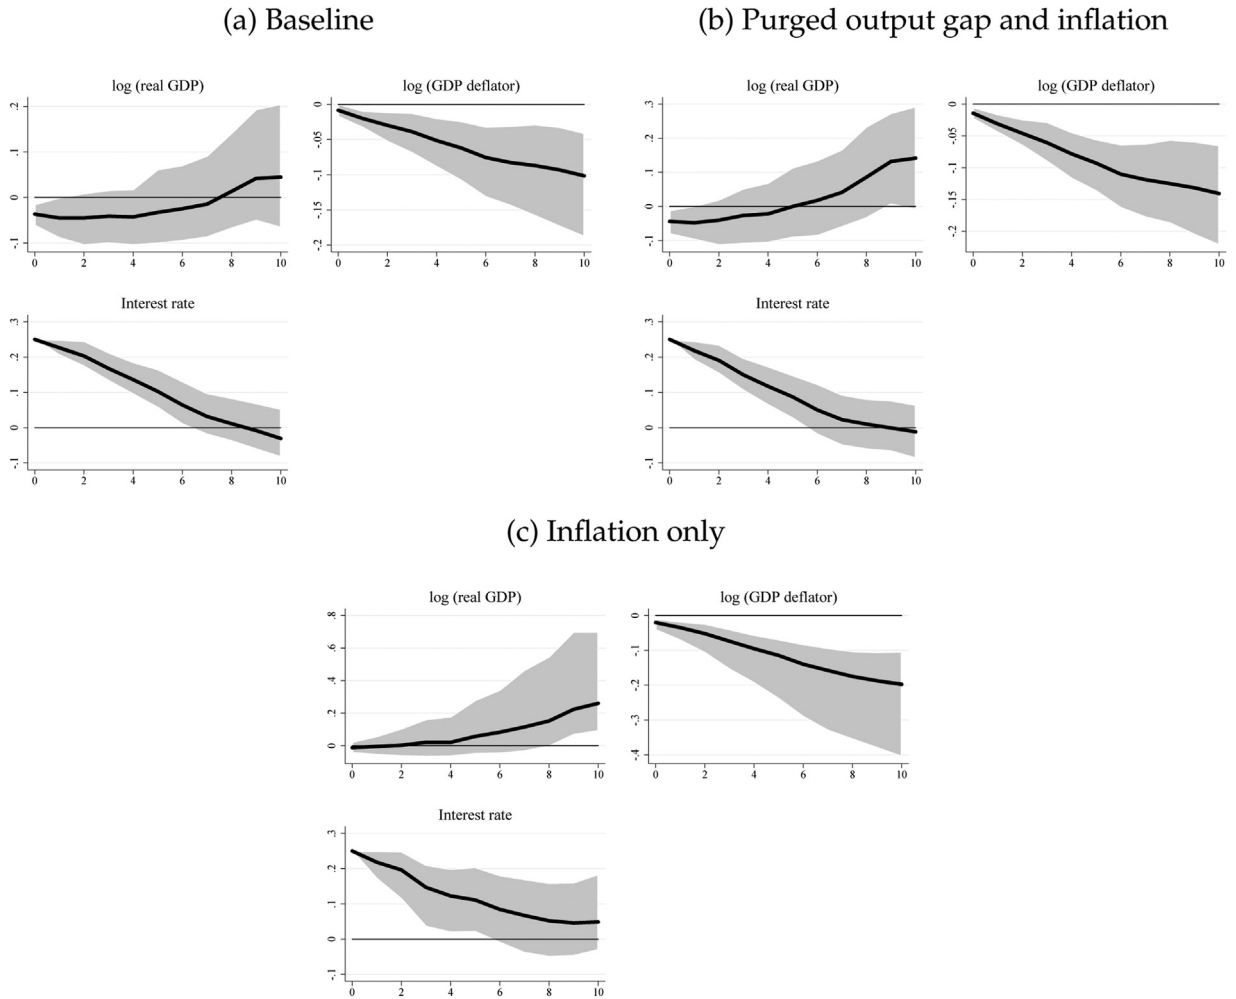 (a) Baseline
(b) Purged output gap and inflation
log (real GDP)
log (GDP deflator)
log (real GDP)
log (GDP deflator)
.2
.1
0
-.1
0 2 4 6 8 10
0
-.05
-.1
-.15
-.2
0 2 4 6 8 10
.3
.2
.1
0
-.1
0 2 4 6 8 10
0
-.05
-.1
-.15
-.2
0 2 4 6 8 10
Interest rate
Interest rate
.3
.2
.1
0
-.1
0 2 4 6 8 10
.3
.2
.1
0
-.1
0 2 4 6 8 10
(c) Inflation only
log (real GDP)
log (GDP deflator)
.8
.6
.4
.2
0
0 2 4 6 8 10
0
-.1
-.2
-.3
-.4
0 2 4 6 8 10
Interest rate
.3
.2
.1
0
-.1
0 2 4 6 8 10